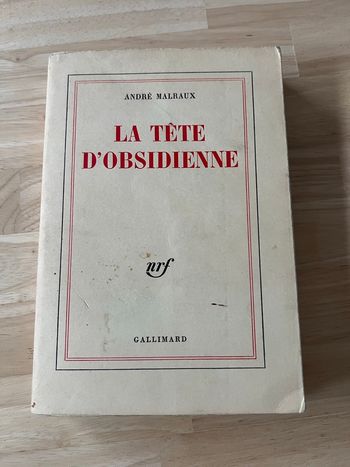 ANDRÉ MALRAUX
LA TÊTE
D'OBSIDIENNE
nrf
GALLIMARD